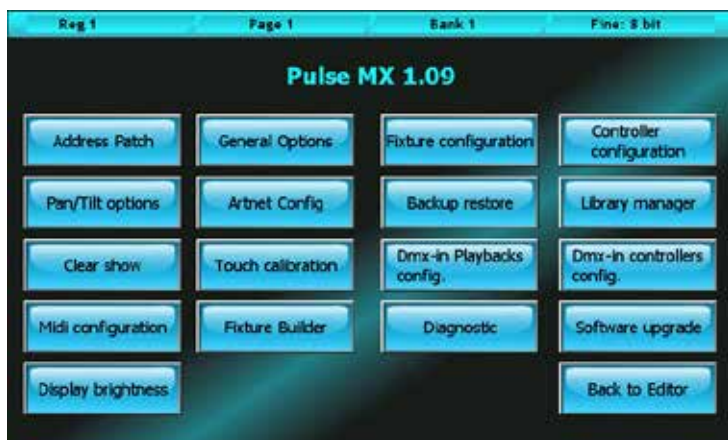 Reg 1 Page 1 Bank 1 Fine: 8 bit
Pulse MX 1.09
Address Patch General Options Fixture configuration Controller
configuration
Pan/Tilt options Artnet Config Backup restore Library manager
Clear show Touch calibration Dmx-in Playbacks
config. Dmx-in controllers
config.
Midi configuration Fixture Builder Diagnostic Software upgrade
Display brightness Back to Editor